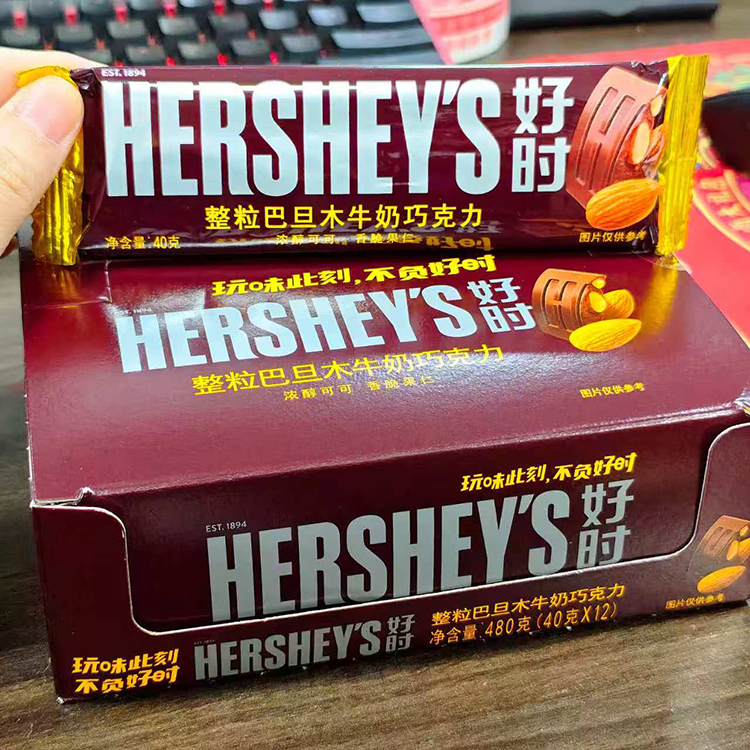 EST. 1894
HERSHEY'S 好时
整粒巴旦木牛奶巧克力
浓醇可可 香脆果仁
净含量:40克
图片仅供参考
玩味此刻,不负好时
HERSHEY'S 好时
整粒巴旦木牛奶巧克力
浓醇可可 香脆果仁
图片仅供参考
玩味此刻,不负好时
EST. 1894
HERSHEY'S 好时
整粒巴旦木牛奶巧克力
净含量:480克(40克X12)
图片仅供参考
玩味此刻
不负好时
HERSHEY'S 好时